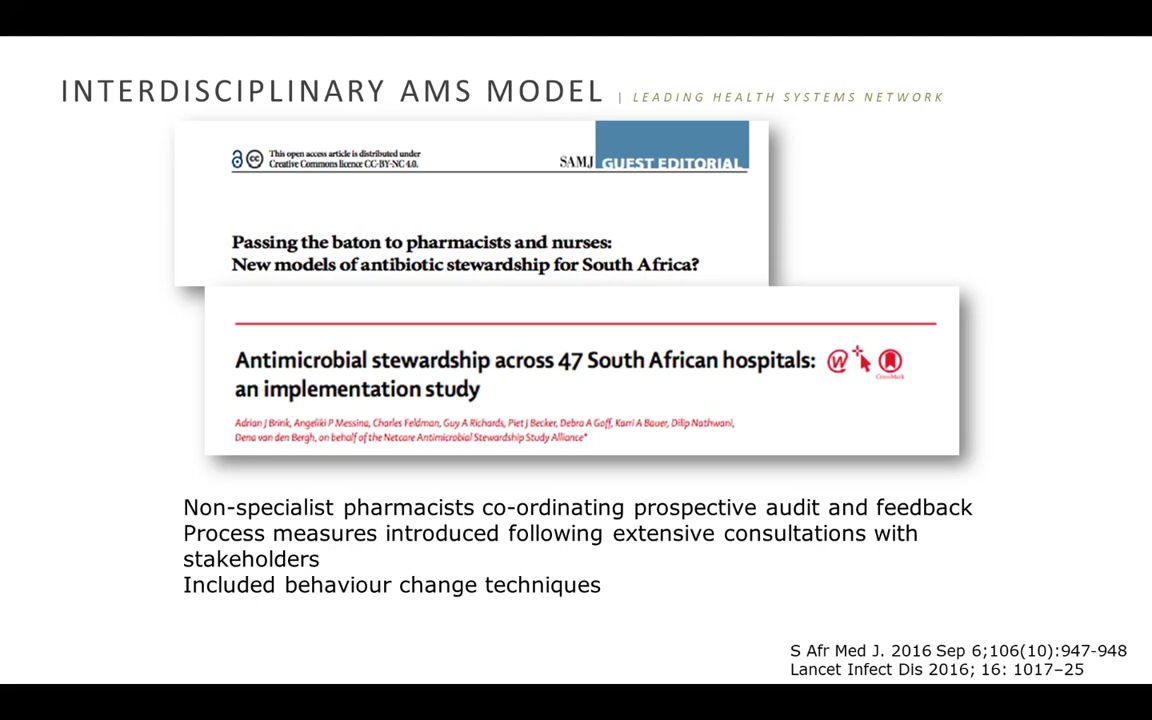 INTERDISCIPLINARY AMS MODEL | LEADING HEALTH SYSTEMS NETWORK
This open access article is distributed under
Creative Commons licence CC-BY-NC 4.0.
SAMJ GUEST EDITORIAL
Passing the baton to pharmacists and nurses:
New models of antibiotic stewardship for South Africa?
Antimicrobial stewardship across 47 South African hospitals:
an implementation study
CrossMark
Adrian J Brink, Angeliki P Messina, Charles Feldman, Guy A Richards, Piet J Becker, Debra A Goff, Karri A Bauer, Dilip Nathwani,
Dena van den Bergh, on behalf of the Netcare Antimicrobial Stewardship Study Alliance*
Non-specialist pharmacists co-ordinating prospective audit and feedback
Process measures introduced following extensive consultations with
stakeholders
Included behaviour change techniques
S Afr Med J. 2016 Sep 6;106(10):947-948
Lancet Infect Dis 2016; 16: 1017–25